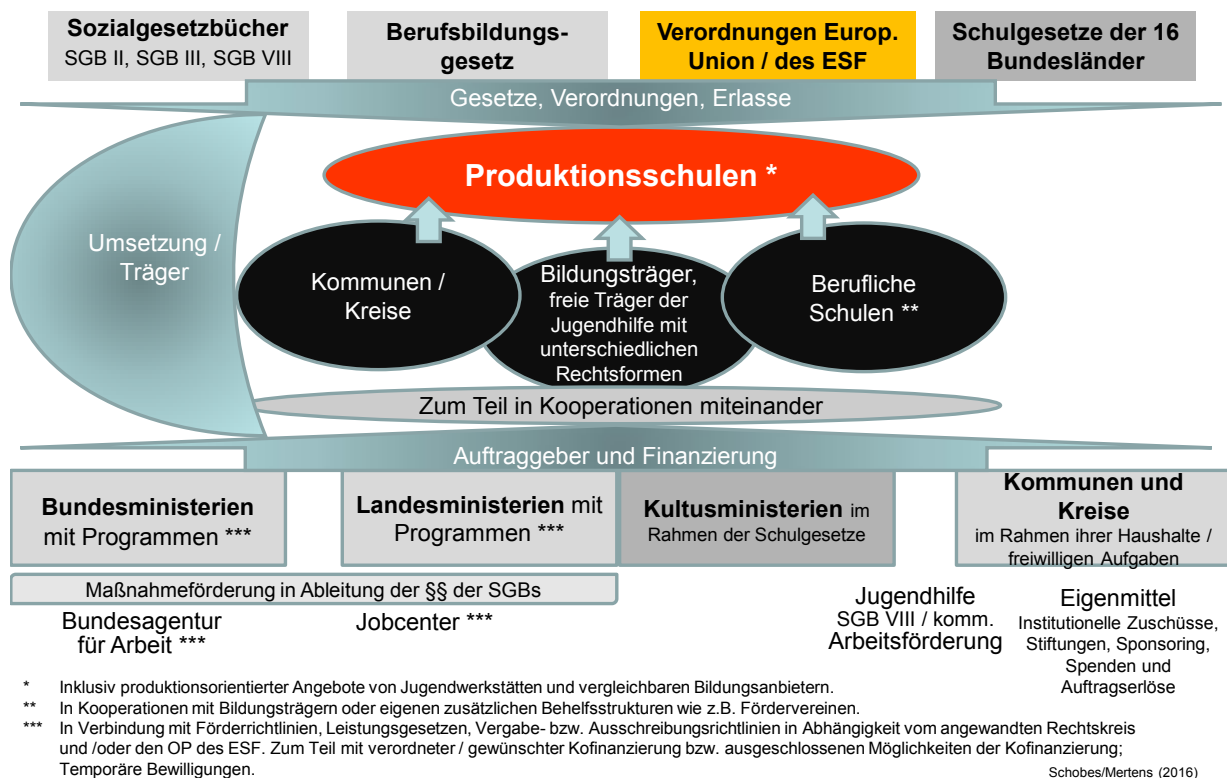 Sozialgesetzbücher
SGB II, SGB III, SGB VIII
Berufsbildungs-
gesetz
Verordnungen Europ.
Union / des ESF
Schulgesetze der 16
Bundesländer
Gesetze, Verordnungen, Erlasse
Produktionsschulen *
Umsetzung /
Träger
Kommunen /
Kreise
Bildungsträger,
freie Träger der
Jugendhilfe mit
unterschiedlichen
Rechtsformen
Berufliche
Schulen **
Zum Teil in Kooperationen miteinander
Auftraggeber und Finanzierung
Bundesministerien
mit Programmen ***
Landesministerien mit
Programmen ***
Kultusministerien im
Rahmen der Schulgesetze
Kommunen und
Kreise
im Rahmen ihrer Haushalte /
freiwilligen Aufgaben
Maßnahmeförderung in Ableitung der §§ der SGBs
Bundesagentur
für Arbeit ***
Jobcenter ***
Jugendhilfe
SGB VIII / komm.
Arbeitsförderung
Eigenmittel
Institutionelle Zuschüsse,
Stiftungen, Sponsoring,
Spenden und
Auftragserlöse
* Inklusiv produktionsorientierter Angebote von Jugendwerkstätten und vergleichbaren Bildungsanbietern.
** In Kooperationen mit Bildungsträgern oder eigenen zusätzlichen Behelfsstrukturen wie z.B. Fördervereinen.
*** In Verbindung mit Förderrichtlinien, Leistungsgesetzen, Vergabe- bzw. Ausschreibungsrichtlinien in Abhängigkeit vom angewandten Rechtskreis
und /oder den OP des ESF. Zum Teil mit verordneter / gewünschter Kofinanzierung bzw. ausgeschlossenen Möglichkeiten der Kofinanzierung;
Temporäre Bewilligungen.
Schobes/Mertens (2016)